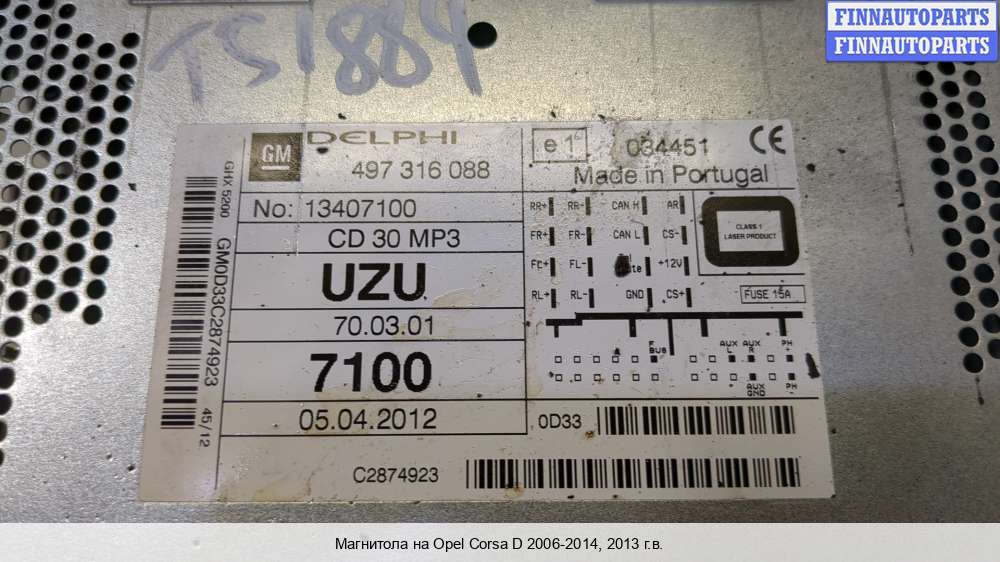 FINNAUTOPARTS
FINNAUTOPARTS
TS1884
GM DELPHI
497 316 088
e1 034451 CE
Made in Portugal
No: 13407100
CD 30 MP3
UZU
70.03.01
7100
05.04.2012
GHX 5200
GM0D33C2874923
45/12
RR+ RR- CAN H AR
FR+ FR- CAN L CS-
FC+ FL- +12V
RL+ RL- GND CS+
CLASS 1
LASER PRODUCT
FUSE 15A
F BUS
AUX L
AUX R
PH +
AUX GND
PH -
0D33
C2874923
Магнитола на Opel Corsa D 2006-2014, 2013 г.в.